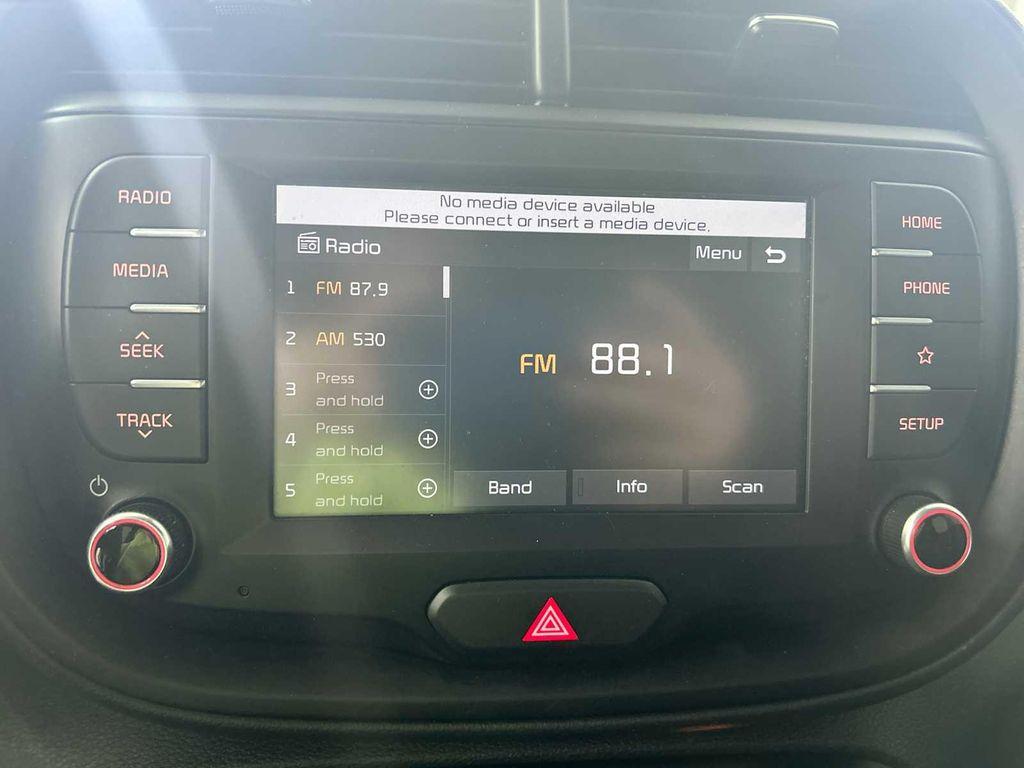 No media device available
Please connect or insert a media device.
RADIO
MEDIA
SEEK
TRACK
Radio
Menu
1 FM 87.9
2 AM 530
3 Press
and hold
4 Press
and hold
5 Press
and hold
FM 88.1
Band
Info
Scan
HOME
PHONE
SETUP